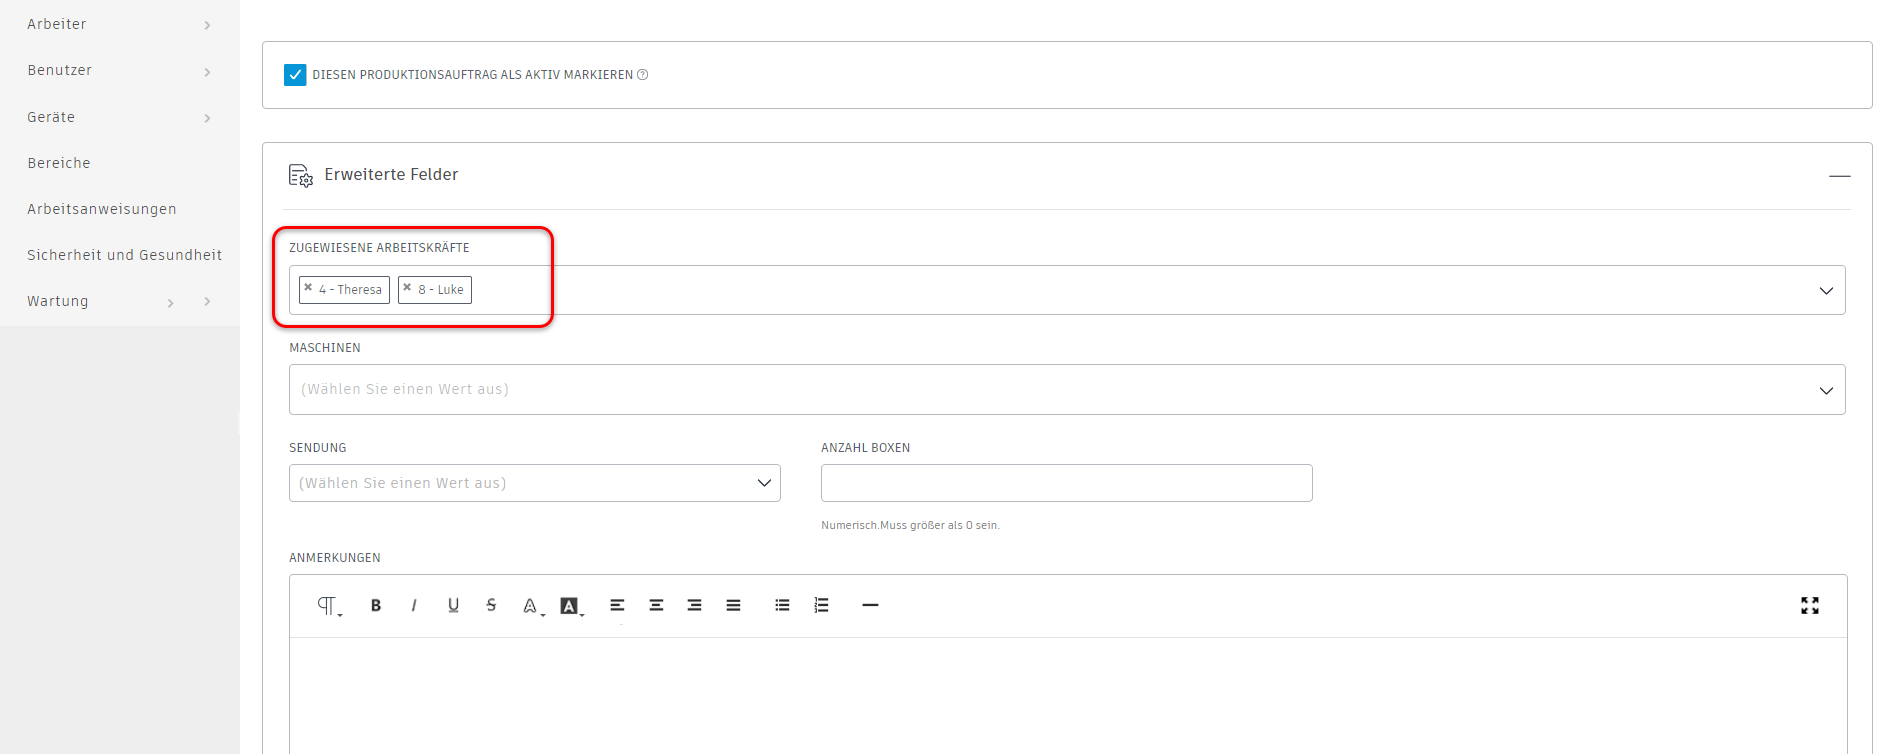 Arbeiter
Benutzer
Geräte
Bereiche
Arbeitsanweisungen
Sicherheit und Gesundheit
Wartung
DIESEN PRODUKTIONSAUFTRAG ALS AKTIV MARKIEREN ?
Erweiterte Felder
ZUGEWIESENE ARBEITSKRÄFTE
× 4 - Theresa × 8 - Luke
MASCHINEN
(Wählen Sie einen Wert aus)
SENDUNG
(Wählen Sie einen Wert aus)
ANZAHL BOXEN
Numerisch.Muss größer als 0 sein.
ANMERKUNGEN
B I U S A A